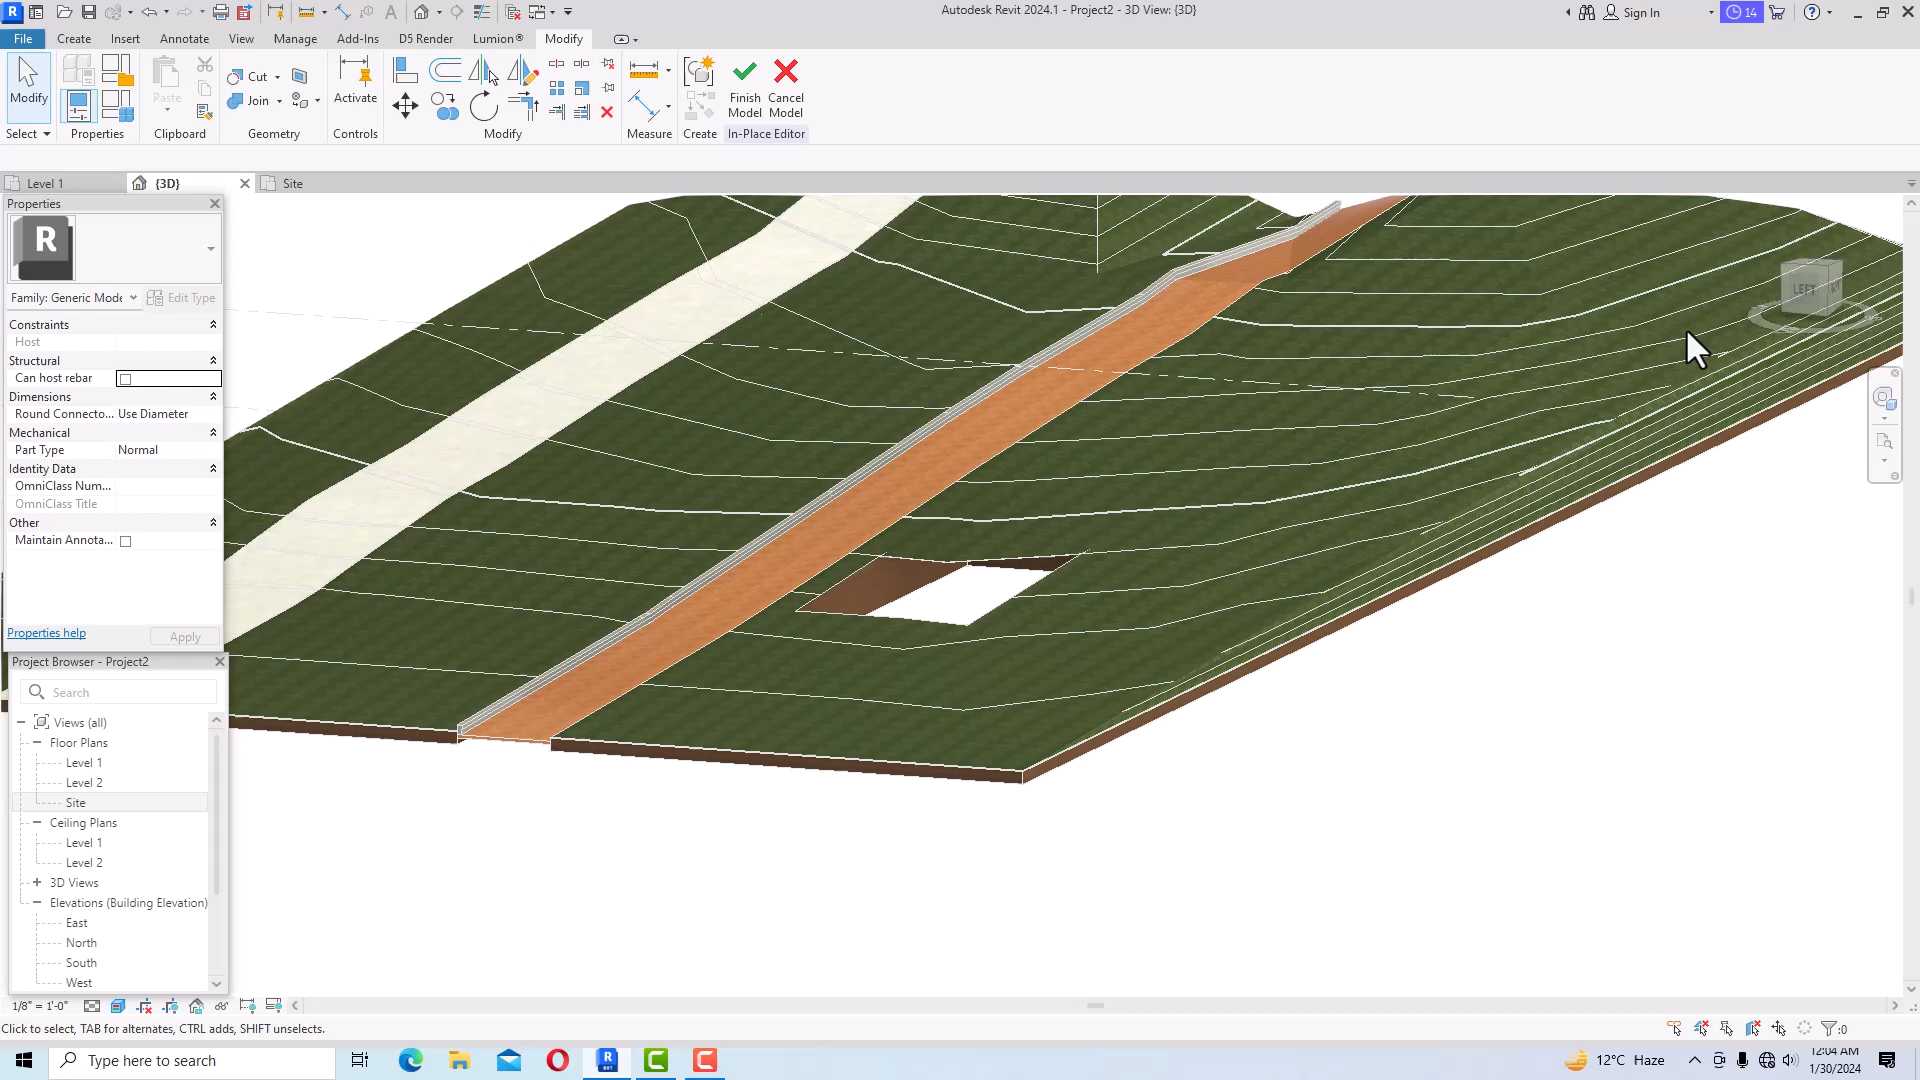 Autodesk Revit 2024.1 - Project2 - 3D View: {3D}
Sign In
14
File
Create
Insert
Annotate
View
Manage
Add-Ins
D5 Render
Lumion®
Modify
Modify
Select
Properties
Paste
Clipboard
Cut
Join
Geometry
Activate
Controls
Modify
Measure
Create
Finish
Model
Cancel
Model
In-Place Editor
Level 1
{3D}
Site
Properties
R
Family: Generic Mode
Edit Type
Constraints
Host
Structural
Can host rebar
Dimensions
Round Connecto... Use Diameter
Mechanical
Part Type Normal
Identity Data
OmniClass Num...
OmniClass Title
Other
Maintain Annota...
Properties help
Apply
Project Browser - Project2
Search
Views (all)
Floor Plans
Level 1
Level 2
Site
Ceiling Plans
Level 1
Level 2
3D Views
Elevations (Building Elevation)
East
North
South
West
LEFT
1/8" = 1'-0"
Click to select, TAB for alternates, CTRL adds, SHIFT unselects.
:0
Type here to search
12°C Haze
12:04 AM
1/30/2024